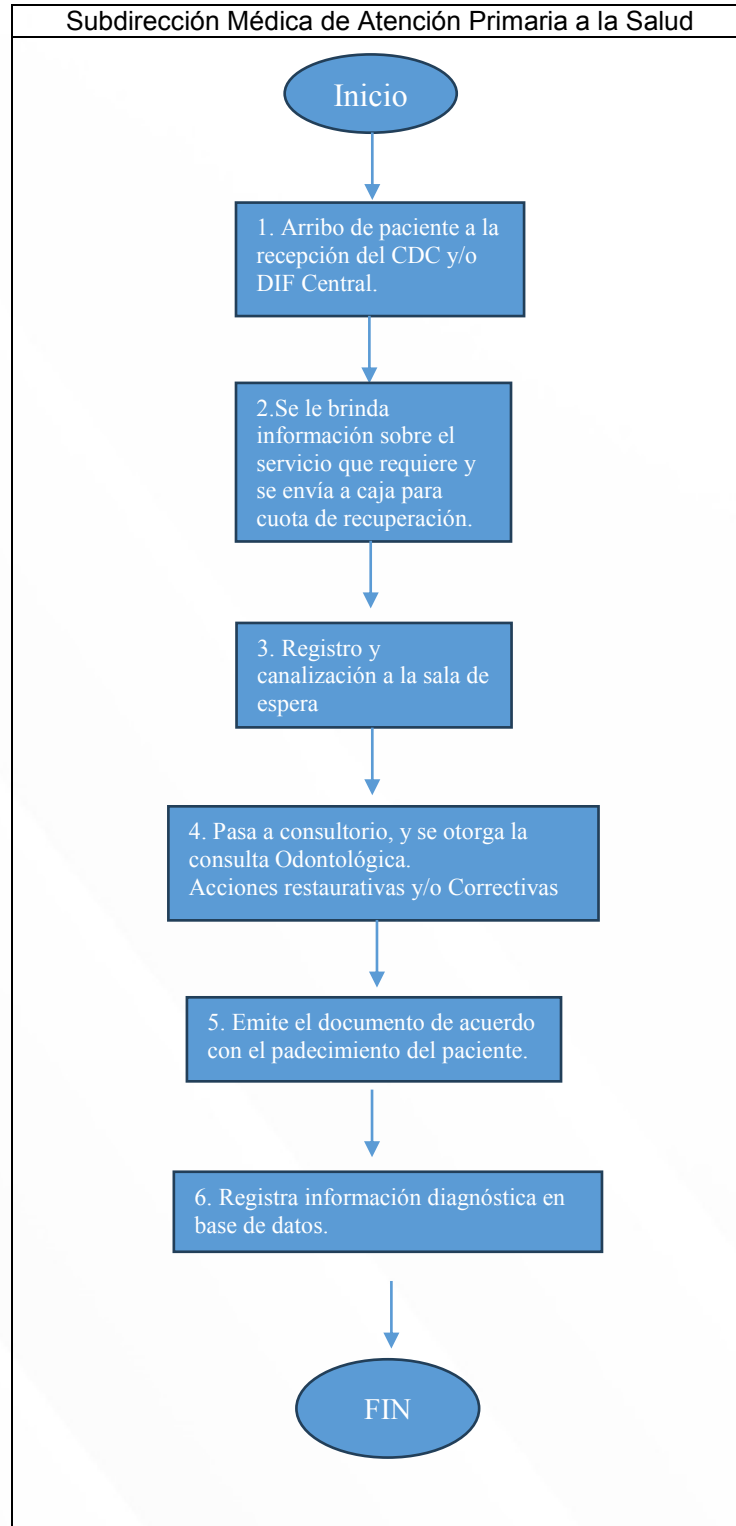 Subdirección Médica de Atención Primaria a la Salud
Inicio
1. Arribo de paciente a la
recepción del CDC y/o
DIF Central.
2.Se le brinda
información sobre el
servicio que requiere y
se envía a caja para
cuota de recuperación.
3. Registro y
canalización a la sala de
espera
4. Pasa a consultorio, y se otorga la
consulta Odontológica.
Acciones restaurativas y/o Correctivas
5. Emite el documento de acuerdo
con el padecimiento del paciente.
6. Registra información diagnóstica en
base de datos.
FIN